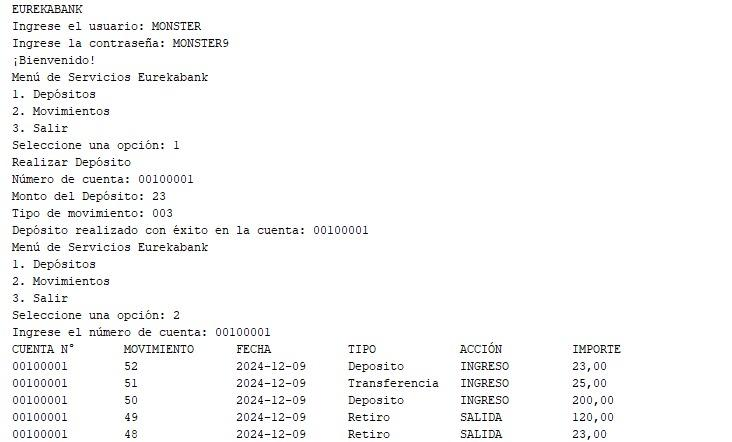 EUREKABANK
Ingrese el usuario: MONSTER
Ingrese la contraseña: MONSTER9
¡Bienvenido!
Menú de Servicios Eurekabank
1. Depósitos
2. Movimientos
3. Salir
Seleccione una opción: 1
Realizar Depósito
Número de cuenta: 00100001
Monto del Depósito: 23
Tipo de movimiento: 003
Depósito realizado con éxito en la cuenta: 00100001
Menú de Servicios Eurekabank
1. Depósitos
2. Movimientos
3. Salir
Seleccione una opción: 2
Ingrese el número de cuenta: 00100001
CUENTA N° MOVIMIENTO FECHA TIPO ACCIÓN IMPORTE
00100001 52 2024-12-09 Deposito INGRESO 23,00
00100001 51 2024-12-09 Transferencia INGRESO 25,00
00100001 50 2024-12-09 Deposito INGRESO 200,00
00100001 49 2024-12-09 Retiro SALIDA 120,00
00100001 48 2024-12-09 Retiro SALIDA 23,00